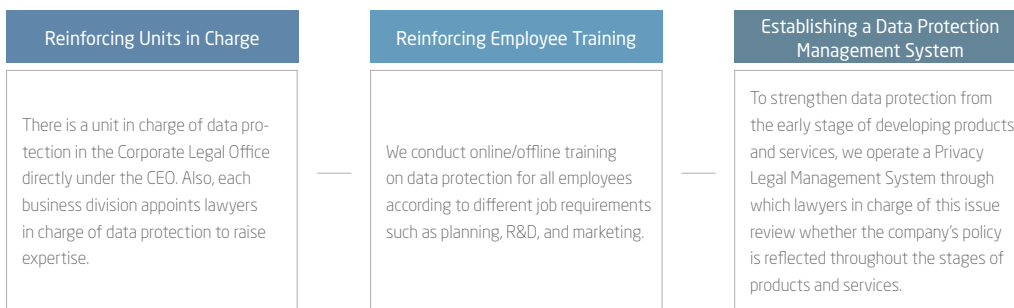 Reinforcing Units in Charge
There is a unit in charge of data pro-
tection in the Corporate Legal Office
directly under the CEO. Also, each
business division appoints lawyers
in charge of data protection to raise
expertise.
Reinforcing Employee Training
We conduct online/offline training
on data protection for all employees
according to different job requirements
such as planning, R&D, and marketing.
Establishing a Data Protection
Management System
To strengthen data protection from
the early stage of developing products
and services, we operate a Privacy
Legal Management System through
which lawyers in charge of this issue
review whether the company's policy
is reflected throughout the stages of
products and services.